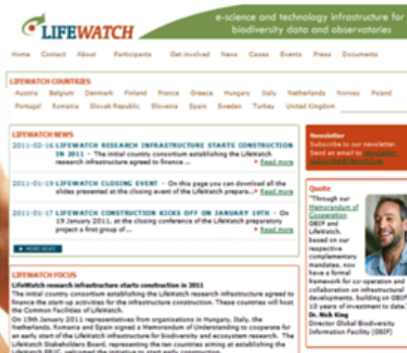 LIFEWATCH
e-science and technology infrastructure for
biodiversity data and observatories
Home Contact About Participants Get involved News Cases Events Press Documents
LIFEWATCH COUNTRIES
Austria Belgium Denmark Finland France Greece Hungary Italy Netherlands Norway Poland
Portugal Romania Slovak Republic Slovenia Spain Sweden Turkey United Kingdom
LIFEWATCH NEWS
2011-02-16 LIFEWATCH RESEARCH INFRASTRUCTURE STARTS CONSTRUCTION
IN 2011 - The initial country consortium establishing the LifeWatch
research infrastructure agreed to finance ... Read more
2011-01-19 LIFEWATCH CLOSING EVENT - On this page you can download all the
slides presented at the closing event of the LifeWatch prepara... Read more
2011-01-17 LIFEWATCH CONSTRUCTION KICKS OFF ON JANUARY 19TH - On
19 January 2011, at the closing conference of the LifeWatch preparatory
project a first group of ... Read more
MORE NEWS
Newsletter
Subscribe to our newsletter.
Send an email to newsletter-
Quote
"Through our
Memorandum of
Cooperation
GBIF and
LifeWatch,
based on our
respective
complementary
mandates, now
have a formal
framework for co-operation and
collaboration on infrastructural
developments, building on GBIF'
10 years of investment to date."
Dr. Nick King
Director Global Biodiversity
Information Facility (GBIF)
LIFEWATCH FOCUS
LifeWatch research infrastructure starts construction in 2011
The initial country consortium establishing the LifeWatch research infrastructure agreed to
finance the start-up activities for the infrastructure construction. These countries will host
the Common Facilities of LifeWatch.
On 19th January 2011 representatives from organisations in Hungary, Italy, the
Netherlands, Romania and Spain signed a Memorandum of Understanding to cooperate for
an early start of the LifeWatch infrastructure for biodiversity and ecosystem research. The
LifeWatch Stakeholders Board, representing the ten countries aiming at establishing the
LifeWatch ERIC, welcomed the initiative to start early construction.